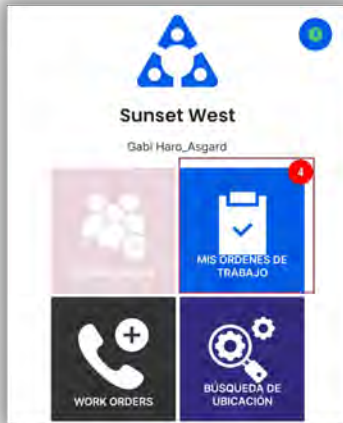 Sunset West
Gabi Haro_Asgard
4
MIS ÓRDENES DE
TRABAJO
WORK ORDERS
BÚSQUEDA DE
UBICACIÓN